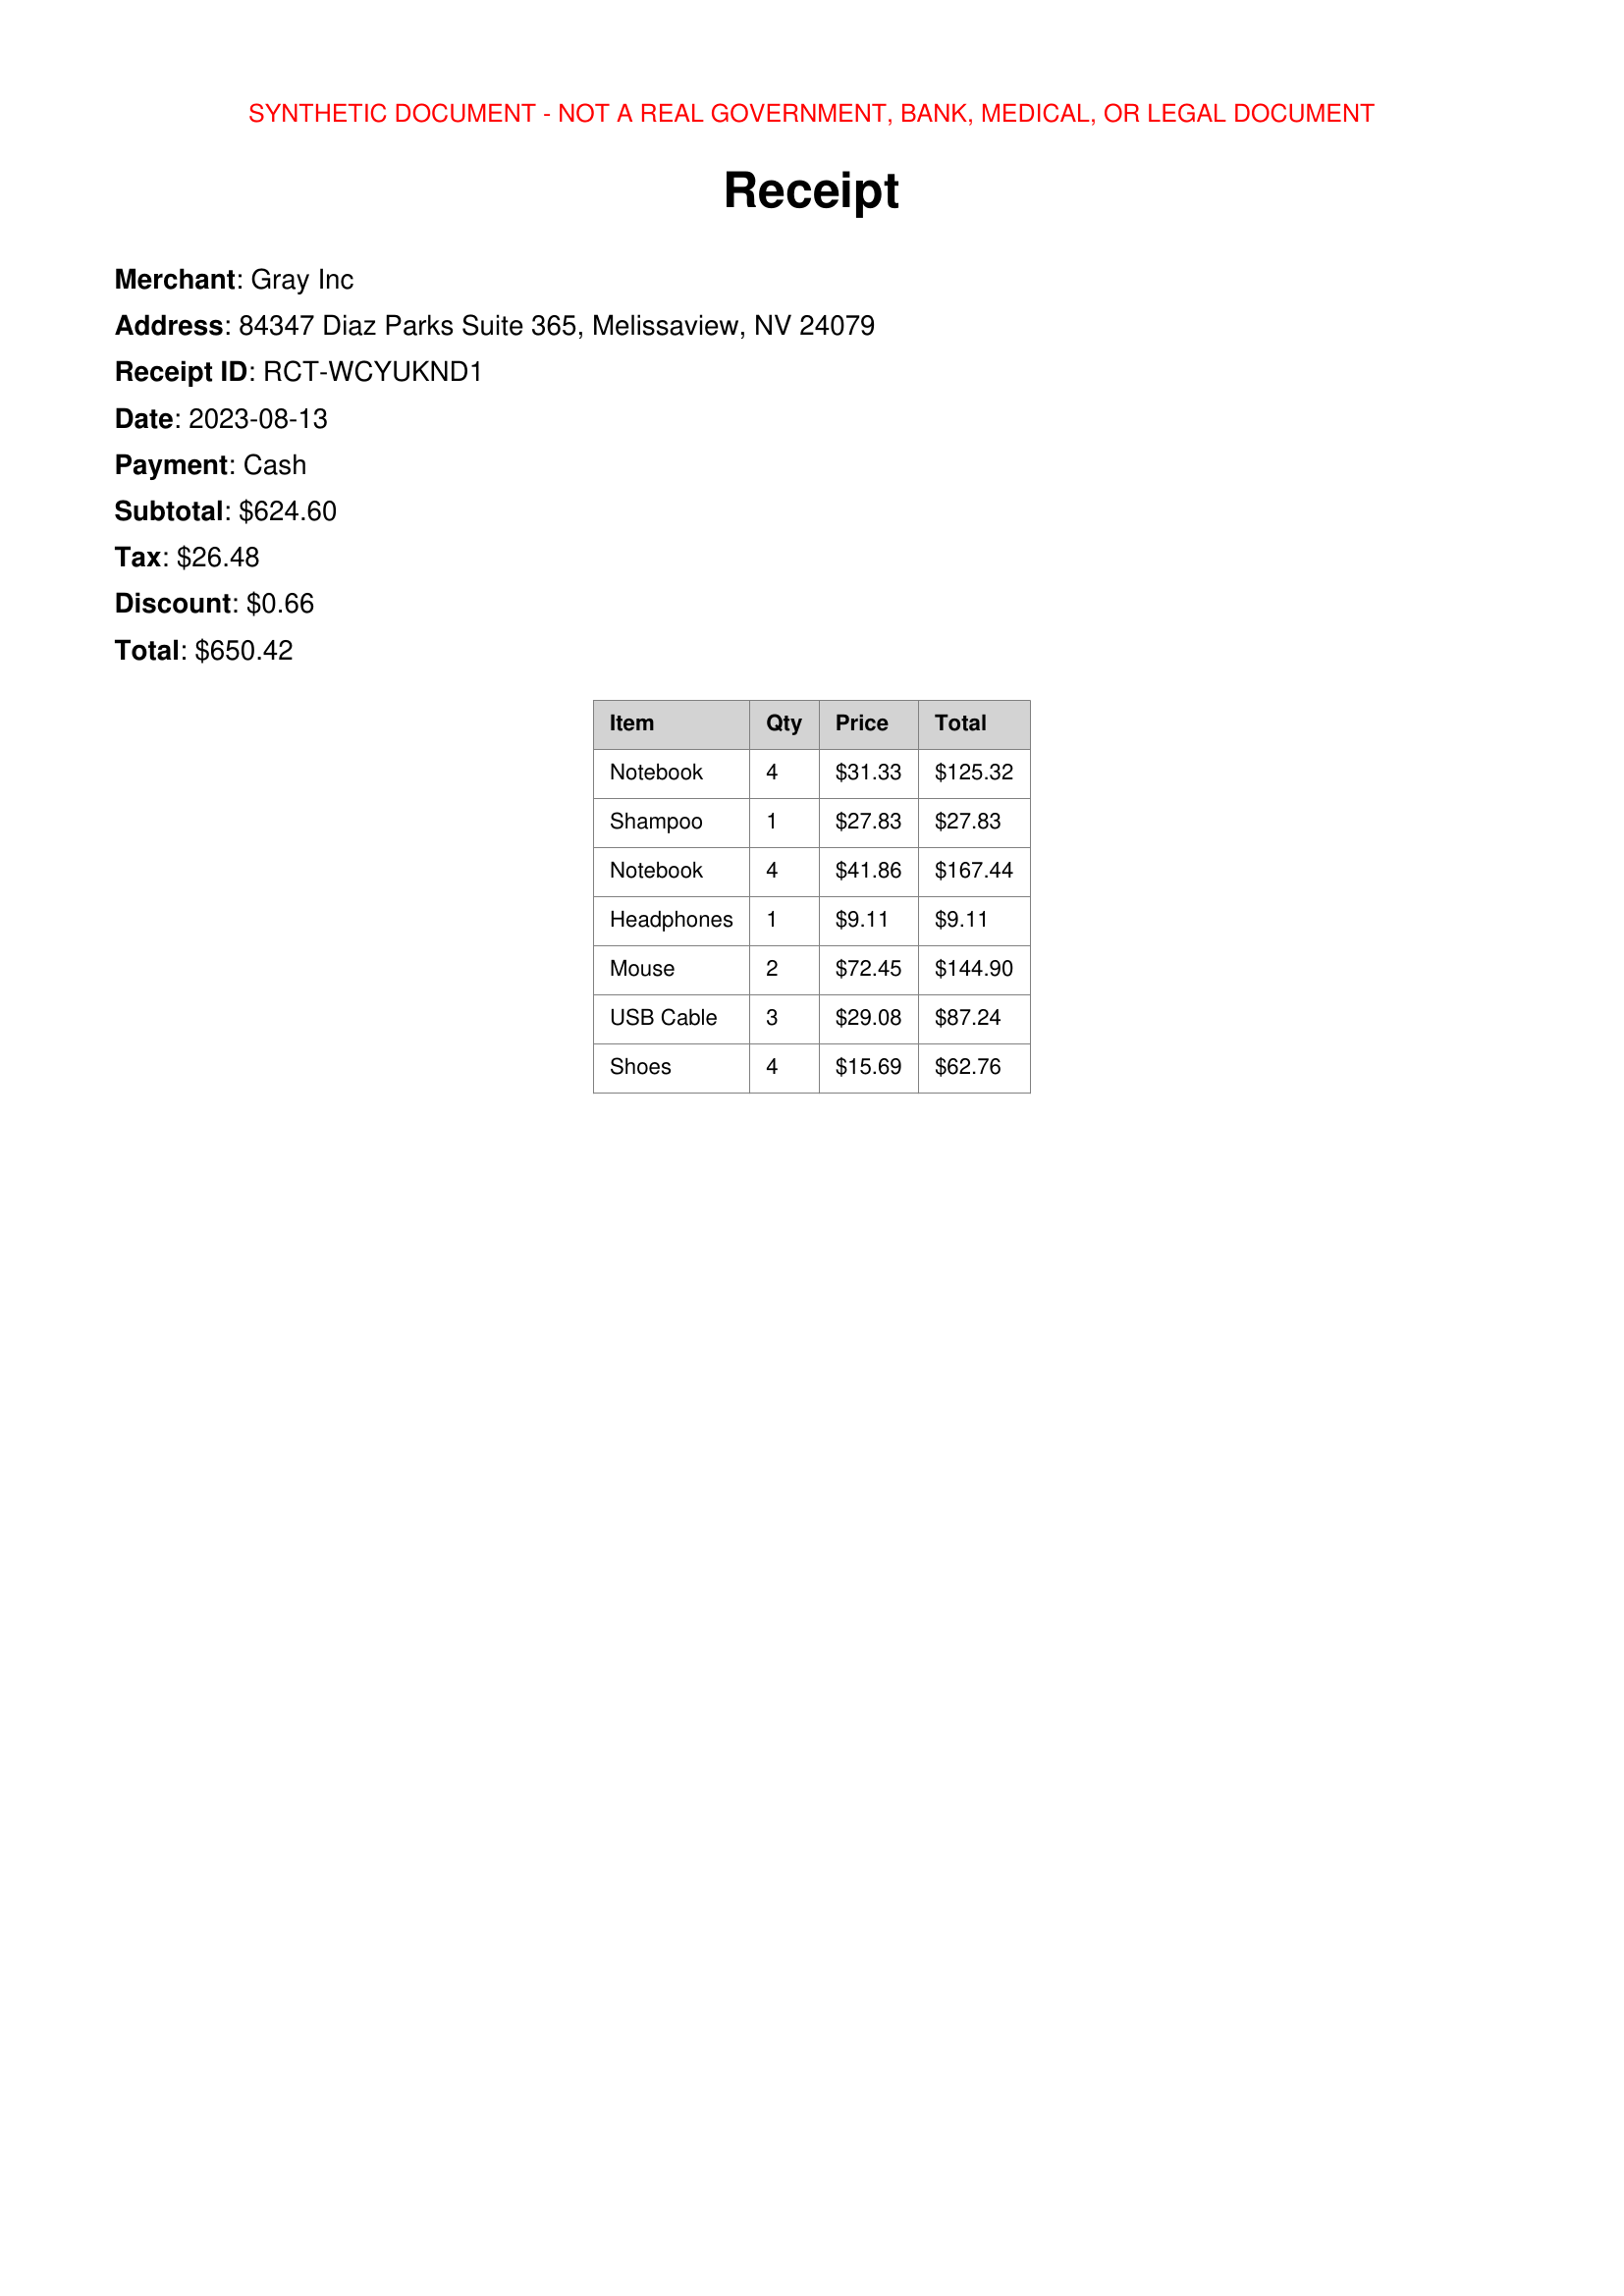 SYNTHETIC DOCUMENT - NOT A REAL GOVERNMENT, BANK, MEDICAL, OR LEGAL DOCUMENT
Receipt
Merchant: Gray Inc
Address: 84347 Diaz Parks Suite 365, Melissaview, NV 24079
Receipt ID: RCT-WCYUKND1
Date: 2023-08-13
Payment: Cash
Subtotal: $624.60
Tax: $26.48
Discount: $0.66
Total: $650.42
Item Qty Price Total
Notebook 4 $31.33 $125.32
Shampoo 1 $27.83 $27.83
Notebook 4 $41.86 $167.44
Headphones 1 $9.11 $9.11
Mouse 2 $72.45 $144.90
USB Cable 3 $29.08 $87.24
Shoes 4 $15.69 $62.76